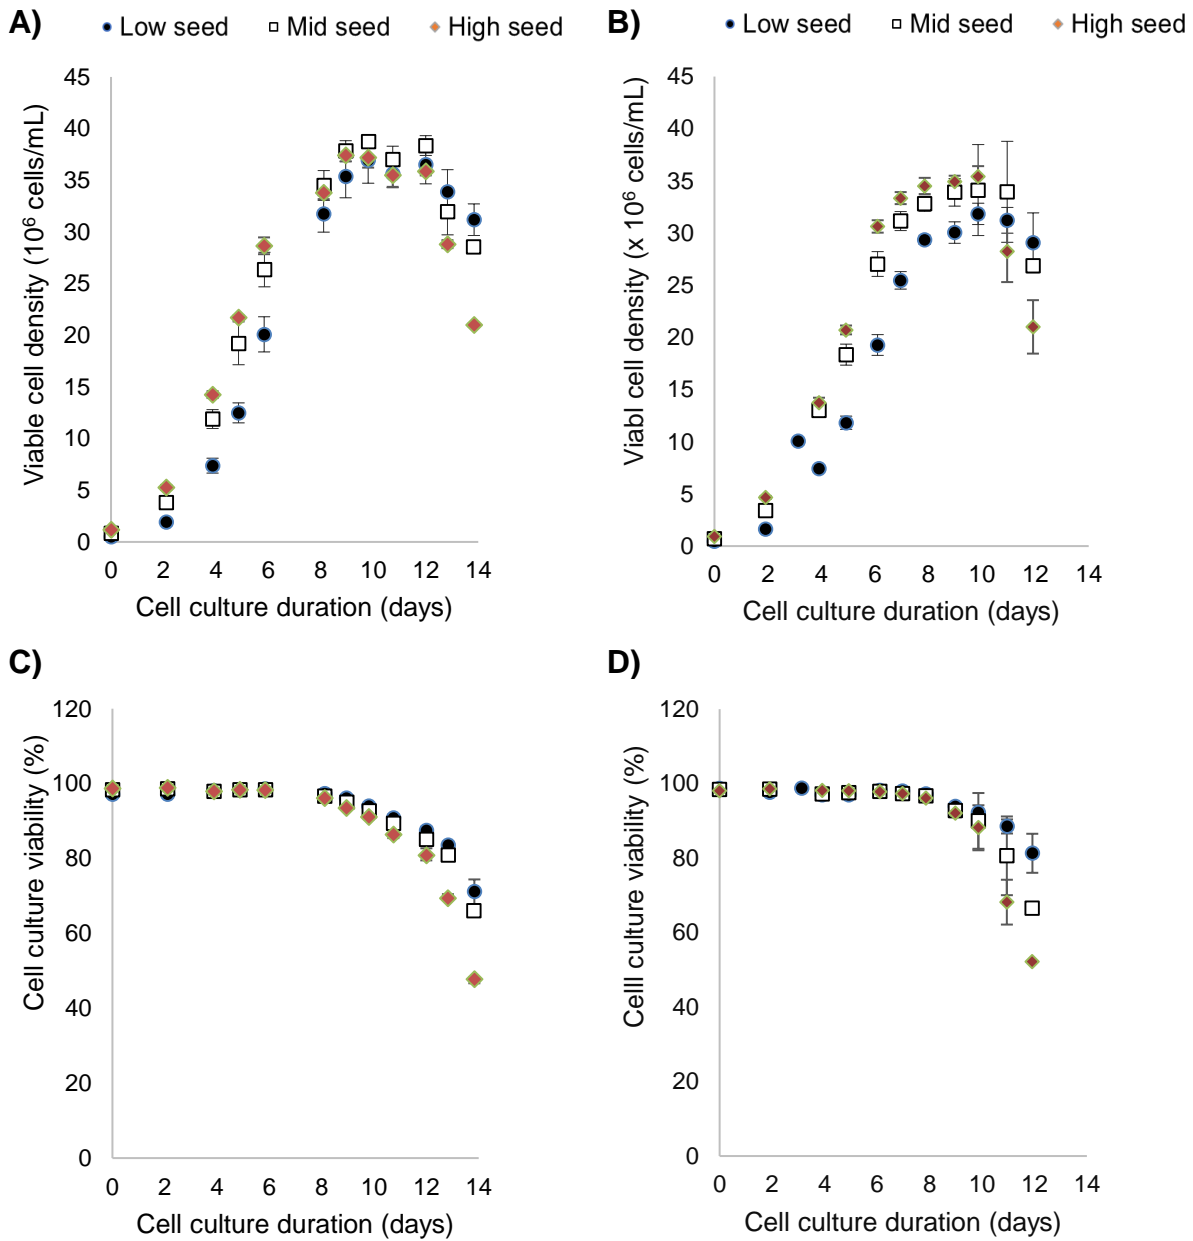 A)
Low seed Mid seed High seed
B)
Low seed Mid seed High seed
Viable cell density (10⁶ cells/mL)
45
40
35
30
25
20
15
10
5
0
0 2 4 6 8 10 12 14
Cell culture duration (days)
Viabl cell density (x 10⁶ cells/mL)
45
40
35
30
25
20
15
10
5
0
0 2 4 6 8 10 12 14
Cell culture duration (days)
C)
Cell culture viability (%)
120
100
80
60
40
20
0
0 2 4 6 8 10 12 14
Cell culture duration (days)
D)
Celll culture viability (%)
120
100
80
60
40
20
0
0 2 4 6 8 10 12 14
Cell culture duration (days)